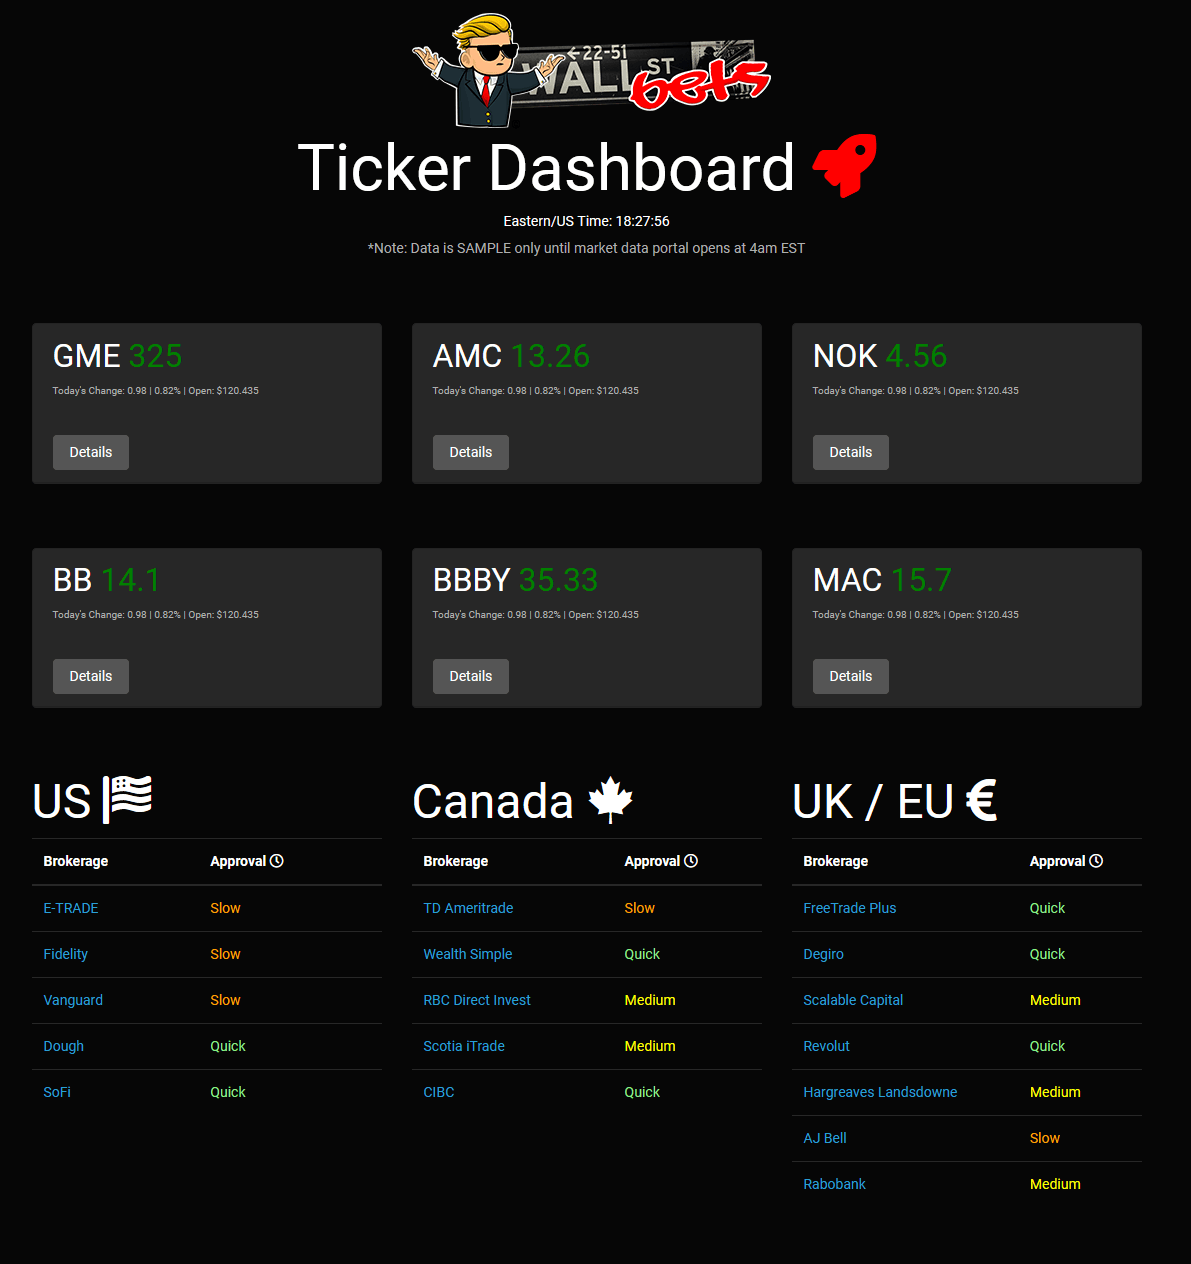 ←22-51
WALL ST bets
Ticker Dashboard
Eastern/US Time: 18:27:56
*Note: Data is SAMPLE only until market data portal opens at 4am EST
GME 325
Today's Change: 0.98 | 0.82% | Open: $120.435
Details
AMC 13.26
Today's Change: 0.98 | 0.82% | Open: $120.435
Details
NOK 4.56
Today's Change: 0.98 | 0.82% | Open: $120.435
Details
BB 14.1
Today's Change: 0.98 | 0.82% | Open: $120.435
Details
BBBY 35.33
Today's Change: 0.98 | 0.82% | Open: $120.435
Details
MAC 15.7
Today's Change: 0.98 | 0.82% | Open: $120.435
Details
US
Brokerage Approval
E-TRADE Slow
Fidelity Slow
Vanguard Slow
Dough Quick
SoFi Quick
Canada
Brokerage Approval
TD Ameritrade Slow
Wealth Simple Quick
RBC Direct Invest Medium
Scotia iTrade Medium
CIBC Quick
UK / EU €
Brokerage Approval
FreeTrade Plus Quick
Degiro Quick
Scalable Capital Medium
Revolut Quick
Hargreaves Landsdowne Medium
AJ Bell Slow
Rabobank Medium